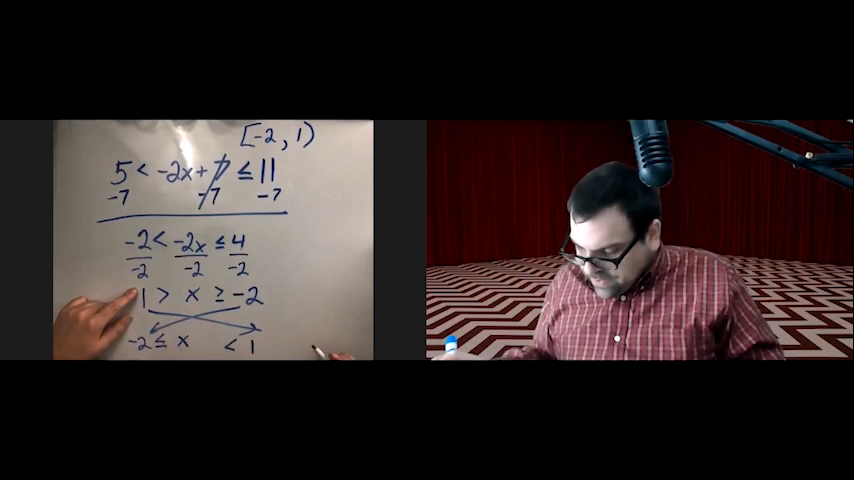 [-2, 1)
5 < -2x + 7 ≤ 11
-7 -7 -7
-2 < -2x ≤ 4
-2 -2 -2
1 > x ≥ -2
-2 ≤ x < 1